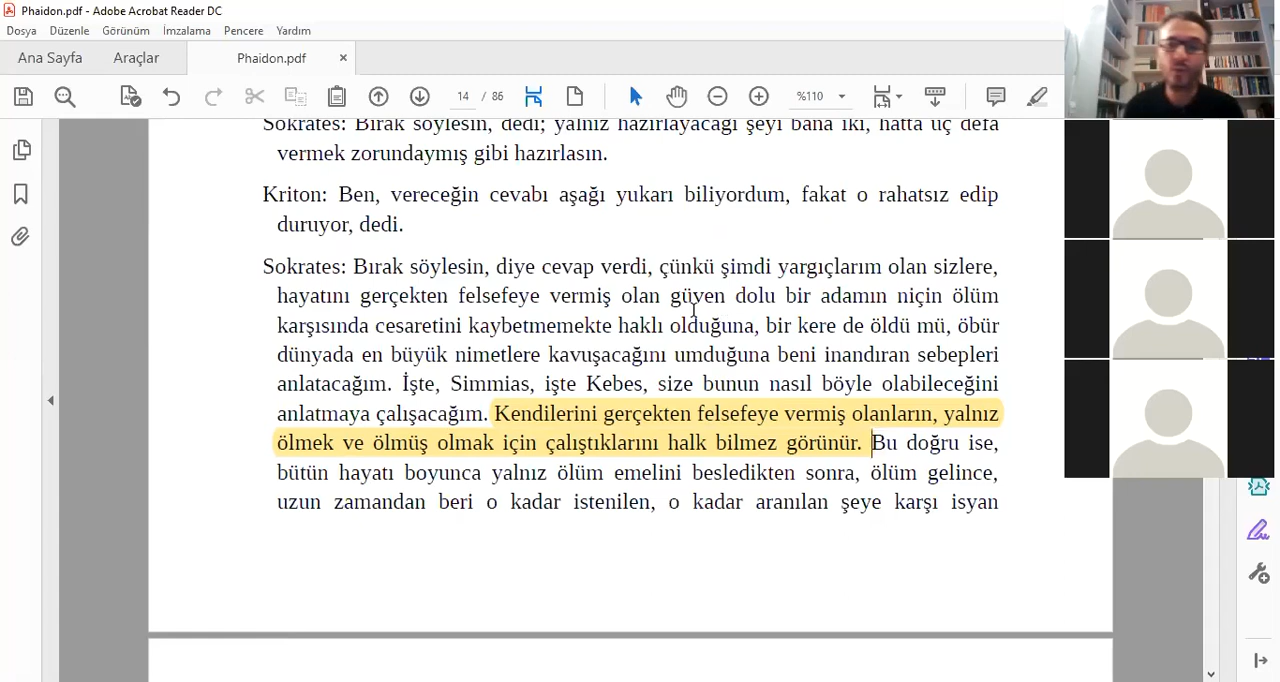 Phaidon.pdf - Adobe Acrobat Reader DC
Dosya Düzenle Görünüm İmzalama Pencere Yardım
Ana Sayfa Araçlar Phaidon.pdf ×
14 / 86 %110
Sokrates: Bırak söylesin, dedi; yalnız hazırlayacağı şeyi bana iki, hatta üç defa
vermek zorundaymış gibi hazırlasın.
Kriton: Ben, vereceğin cevabı aşağı yukarı biliyordum, fakat o rahatsız edip
duruyor, dedi.
Sokrates: Bırak söylesin, diye cevap verdi, çünkü şimdi yargıçlarım olan sizlere,
hayatını gerçekten felsefeye vermiş olan güven dolu bir adamın niçin ölüm
karşısında cesaretini kaybetmemekte haklı olduğuna, bir kere de öldü mü, öbür
dünyada en büyük nimetlere kavuşacağını umduğuna beni inandıran sebepleri
anlatacağım. İşte, Simmias, işte Kebes, size bunun nasıl böyle olabileceğini
anlatmaya çalışacağım. Kendilerini gerçekten felsefeye vermiş olanların, yalnız
ölmek ve ölmüş olmak için çalıştıklarını halk bilmez görünür. Bu doğru ise,
bütün hayatı boyunca yalnız ölüm emelini besledikten sonra, ölüm gelince,
uzun zamandan beri o kadar istenilen, o kadar aranılan şeye karşı isyan